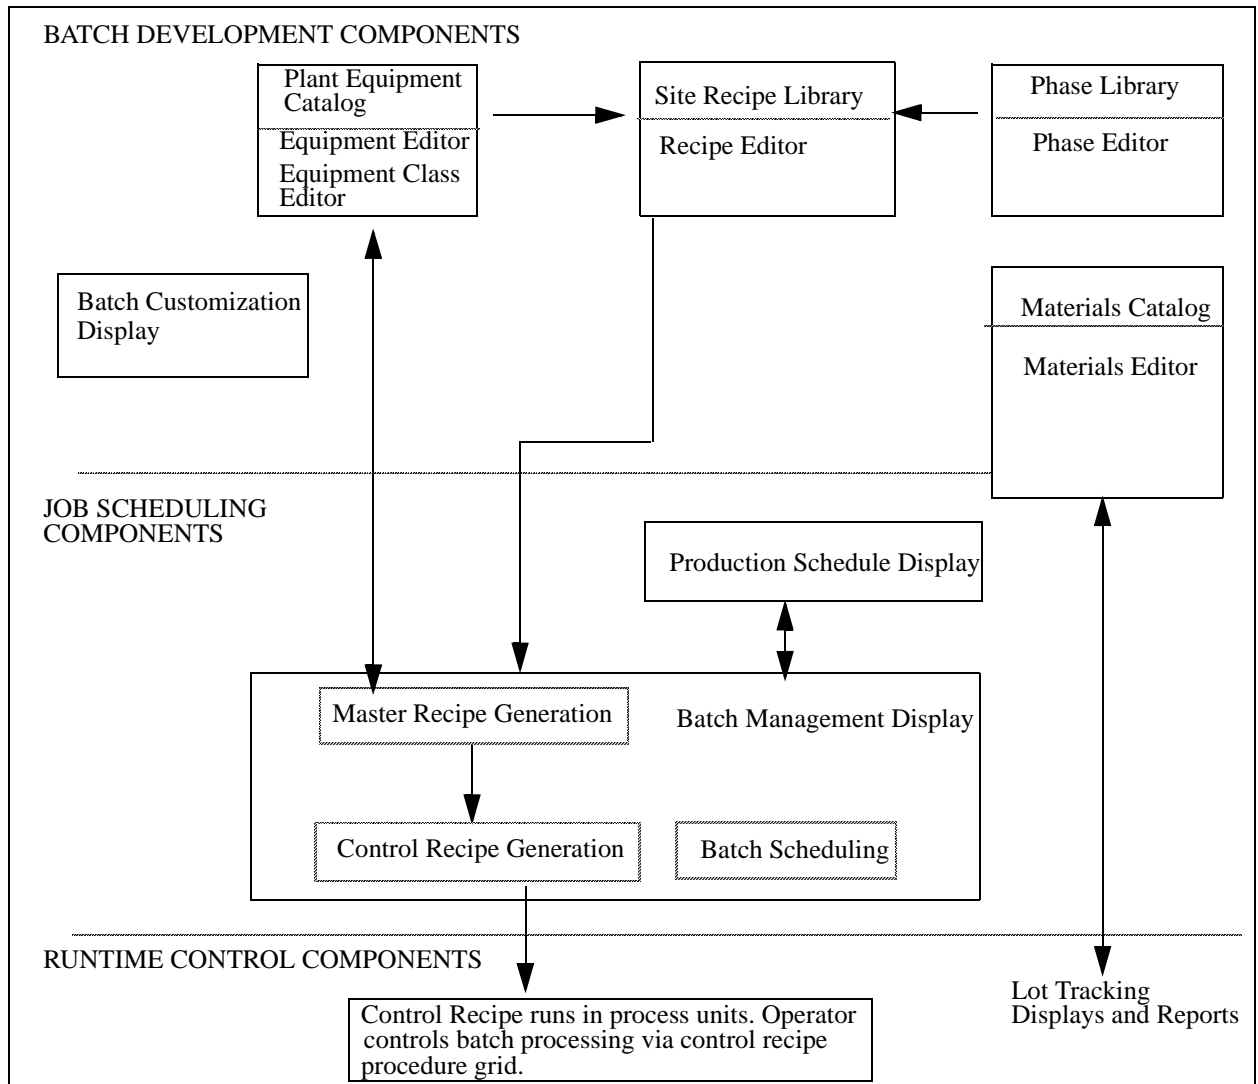 BATCH DEVELOPMENT COMPONENTS
Plant Equipment
Catalog
Equipment Editor
Equipment Class
Editor
Site Recipe Library
Recipe Editor
Phase Library
Phase Editor
Batch Customization
Display
Materials Catalog
Materials Editor
JOB SCHEDULING
COMPONENTS
Production Schedule Display
Master Recipe Generation
Batch Management Display
Control Recipe Generation
Batch Scheduling
RUNTIME CONTROL COMPONENTS
Control Recipe runs in process units. Operator
controls batch processing via control recipe
procedure grid.
Lot Tracking
Displays and Reports